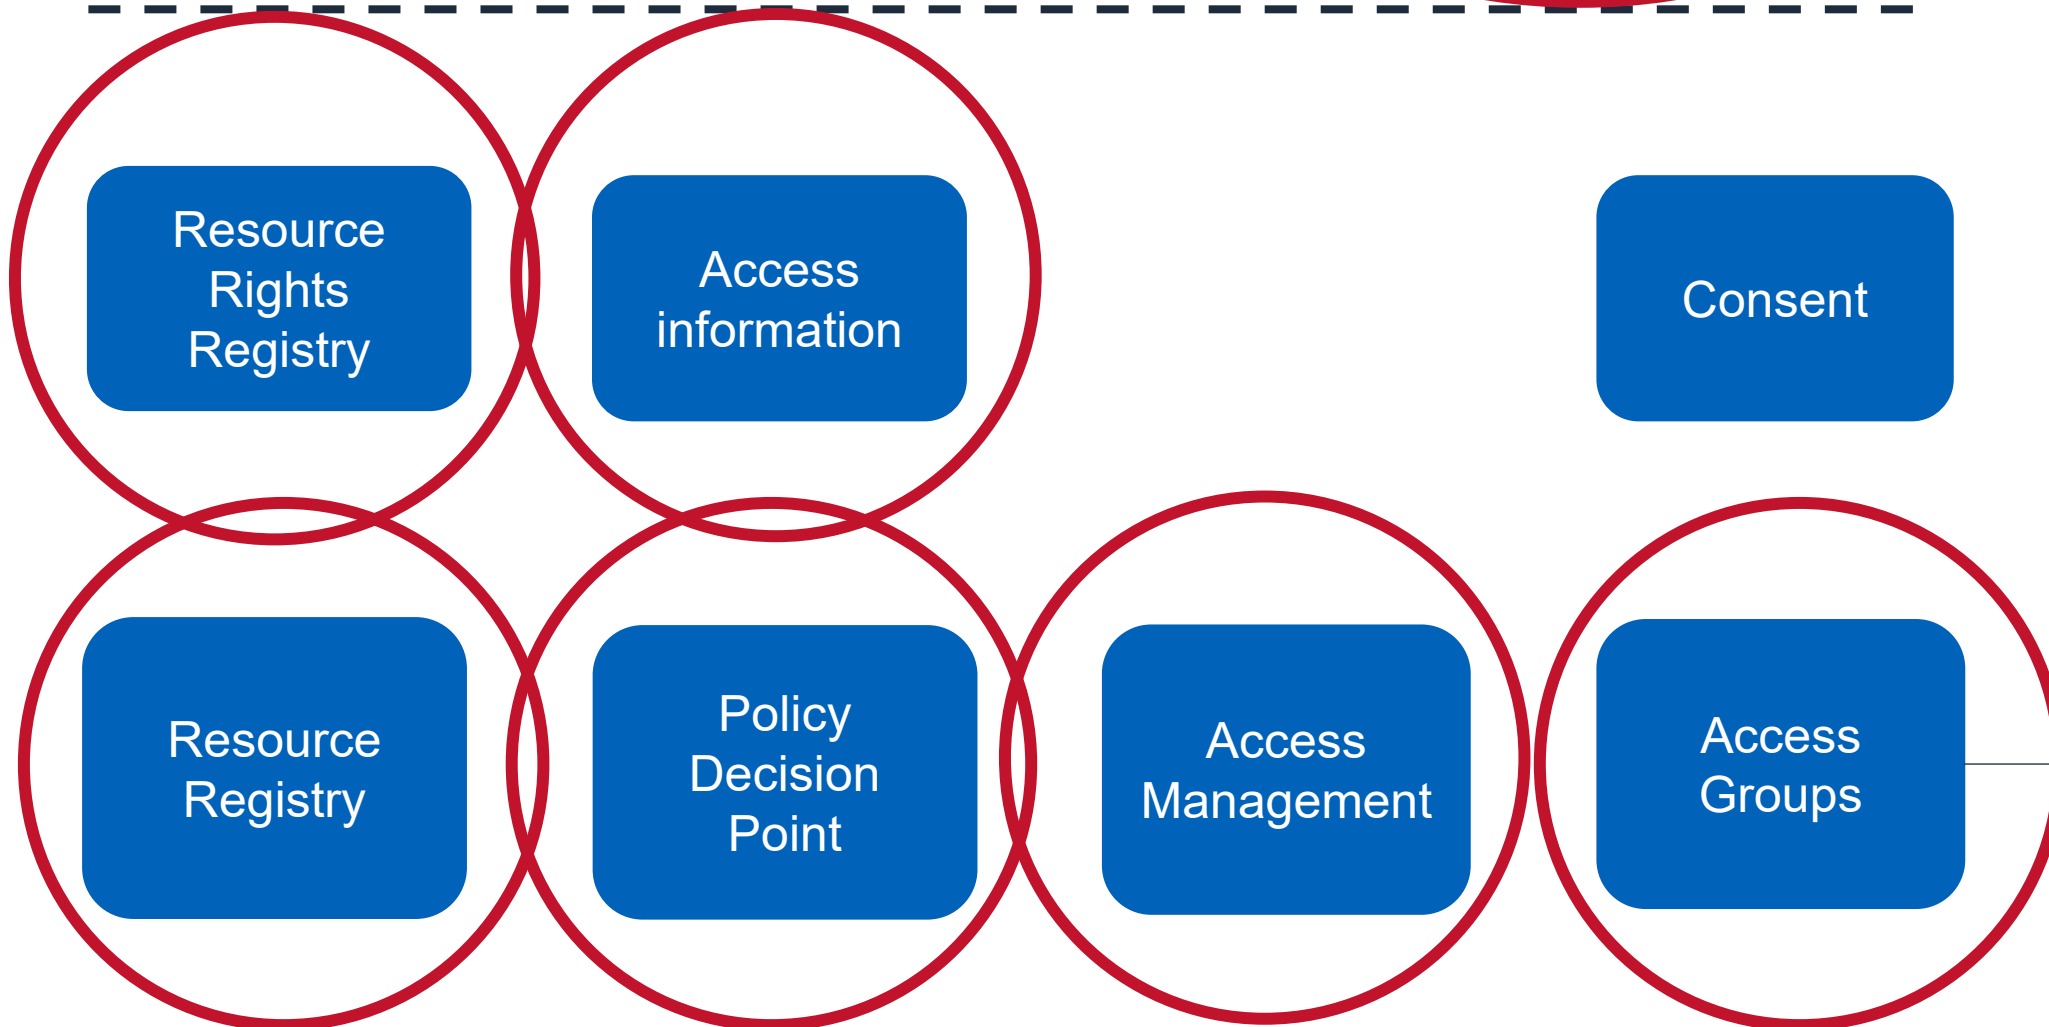 Resource
Rights
Registry
Access
information
Consent
Resource
Registry
Policy
Decision
Point
Access
Management
Access
Groups